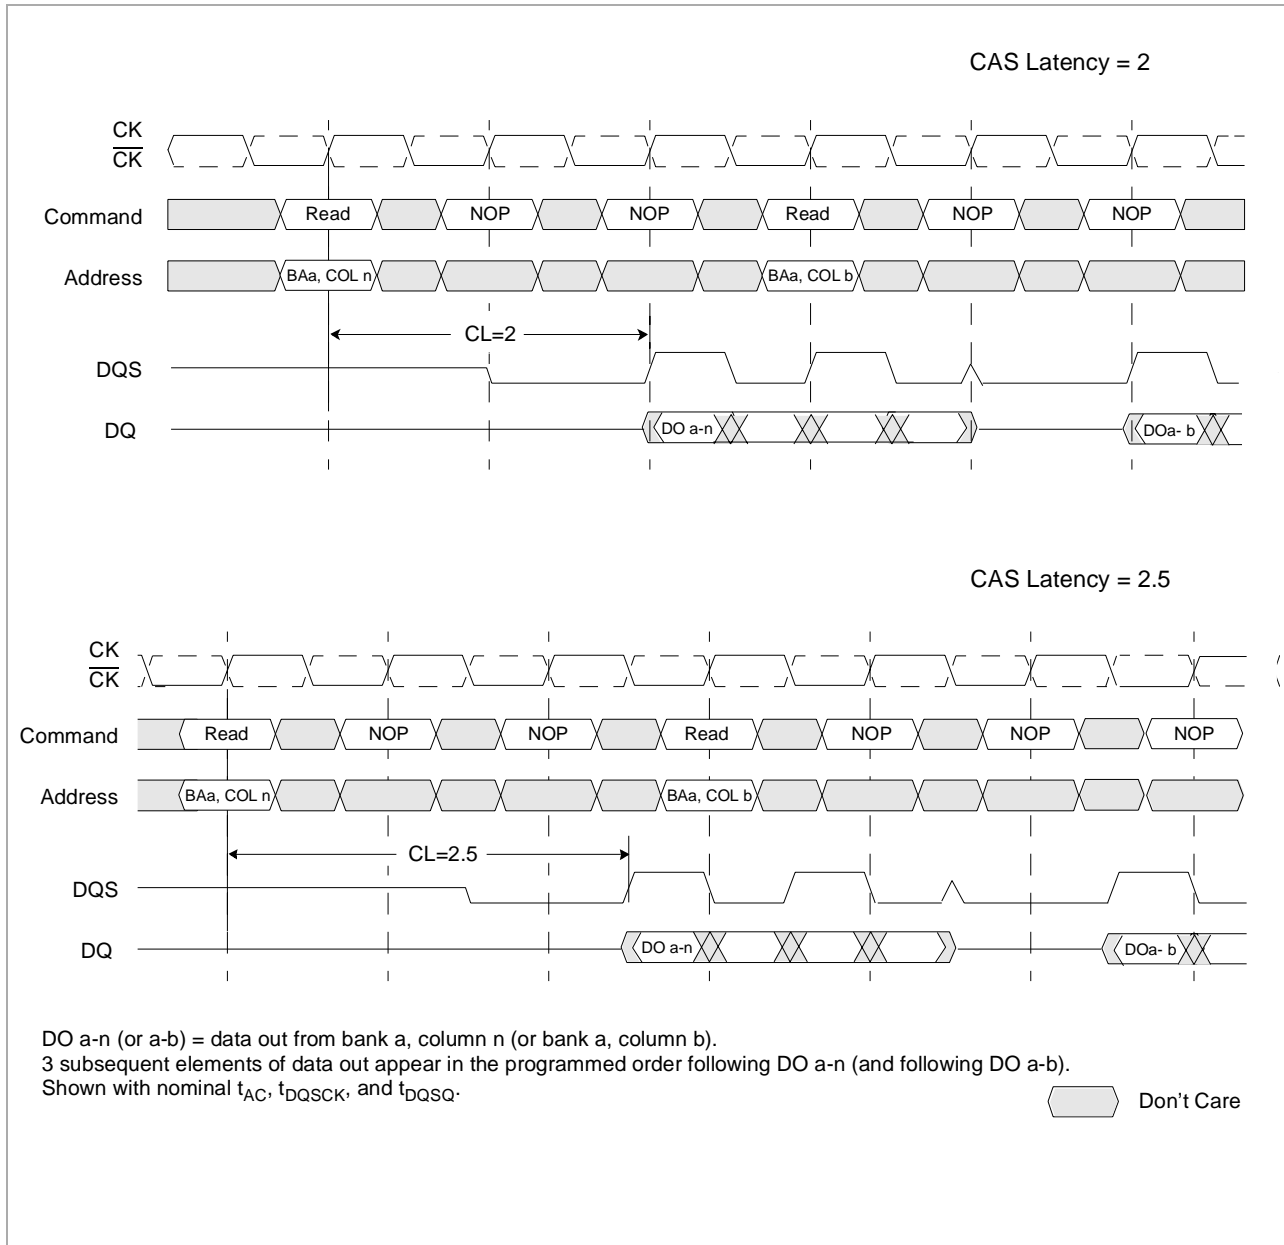 CAS Latency = 2
CK
CK
Command Read NOP NOP Read NOP NOP
Address BAa, COL n BAa, COL b
CL=2
DQS
DQ DO a-n DOa- b
CAS Latency = 2.5
CK
CK
Command Read NOP NOP Read NOP NOP NOP
Address BAa, COL n BAa, COL b
CL=2.5
DQS
DQ DO a-n DOa- b
DO a-n (or a-b) = data out from bank a, column n (or bank a, column b).
3 subsequent elements of data out appear in the programmed order following DO a-n (and following DO a-b).
Shown with nominal tAC, tDQSCK, and tDQSQ.
Don't Care